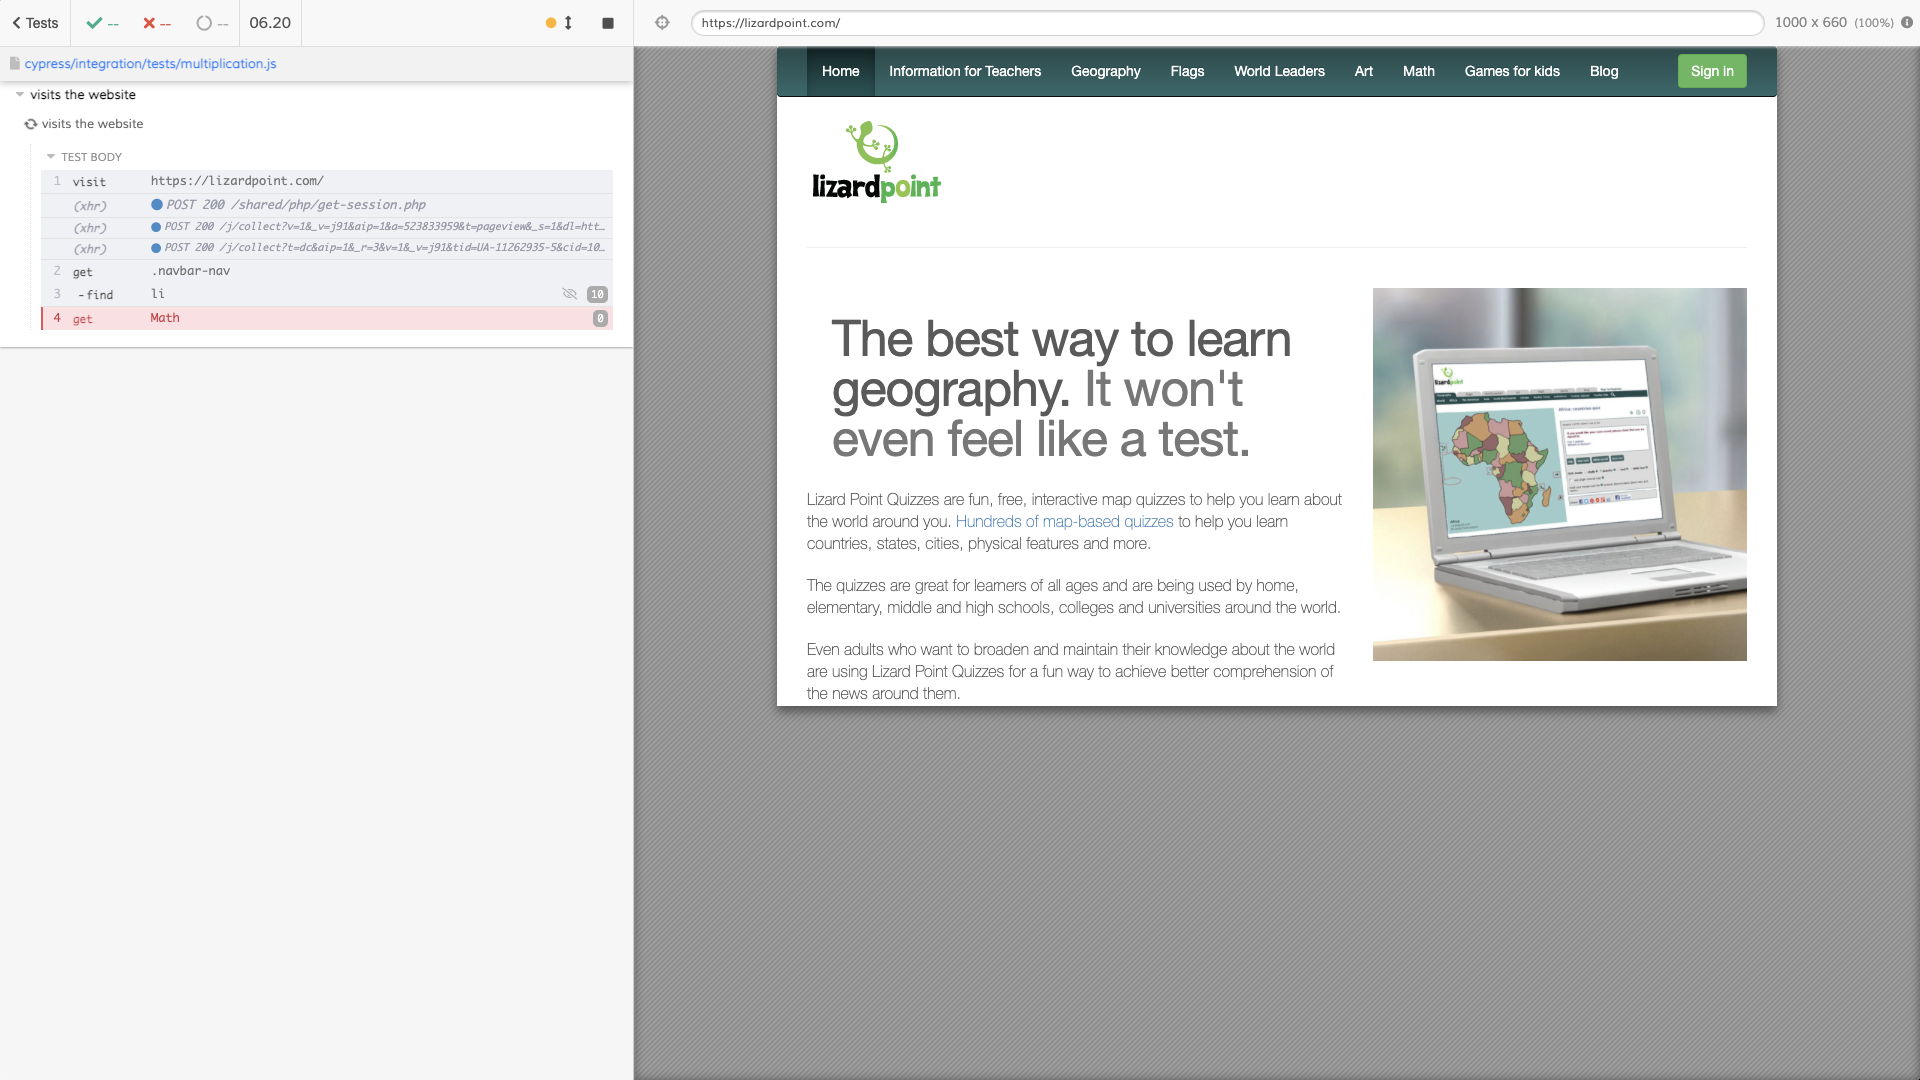 Tests
--
--
--
06.20
https://lizardpoint.com/
1000 x 660 (100%)
cypress/integration/tests/multiplication.js
visits the website
visits the website
TEST BODY
1 visit https://lizardpoint.com/
(xhr) POST 200 /shared/php/get-session.php
(xhr) POST 200 /j/collect?v=1&_v=j91&aip=1&a=523833959&t=pageview&_s=1&dl=htt…
(xhr) POST 200 /j/collect?t=dc&aip=1&_r=3&v=1&_v=j91&tid=UA-11262935-5&cid=10…
2 get .navbar-nav
3 -find li 10
4 get Math 0
Home Information for Teachers Geography Flags World Leaders Art Math Games for kids Blog Sign in
lizardpoint
The best way to learn
geography. It won't
even feel like a test.
Lizard Point Quizzes are fun, free, interactive map quizzes to help you learn about
the world around you. Hundreds of map-based quizzes to help you learn
countries, states, cities, physical features and more.
The quizzes are great for learners of all ages and are being used by home,
elementary, middle and high schools, colleges and universities around the world.
Even adults who want to broaden and maintain their knowledge about the world
are using Lizard Point Quizzes for a fun way to achieve better comprehension of
the news around them.
lizardpoint